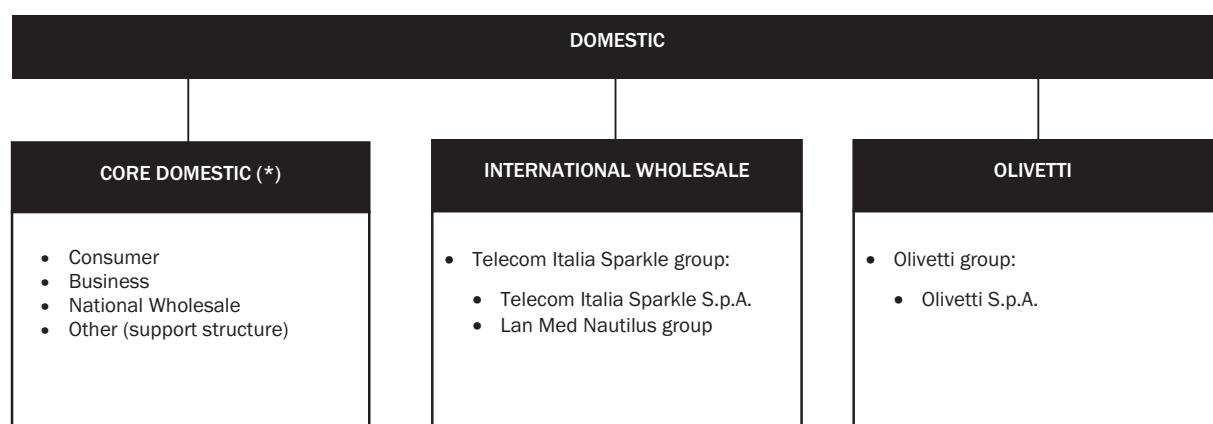 DOMESTIC
CORE DOMESTIC (*)
• Consumer
• Business
• National Wholesale
• Other (support structure)
INTERNATIONAL WHOLESALE
• Telecom Italia Sparkle group:
• Telecom Italia Sparkle S.p.A.
• Lan Med Nautilus group
OLIVETTI
• Olivetti group:
• Olivetti S.p.A.